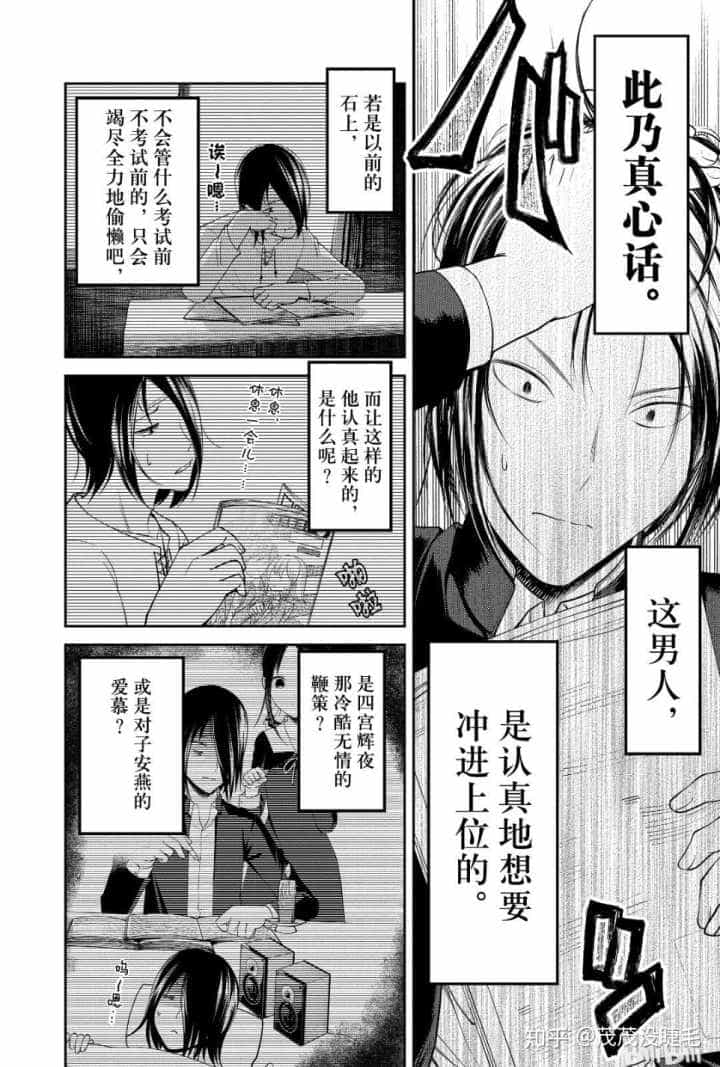 此乃真心话。
这男人，
是认真地想要
冲进上位的。
若是以前的
石上，
不会管什么考试前
不考试前的，只会
竭尽全力地偷懒吧，
诶～嗯…
而让这样的
他认真起来的，
是什么呢？
休息，
休息一会儿……
啪
啦
是四宫辉夜
那冷酷无情的
鞭策？
或是对子安燕的
爱慕？
呜～嗯…
知乎 @茂茂没睫毛